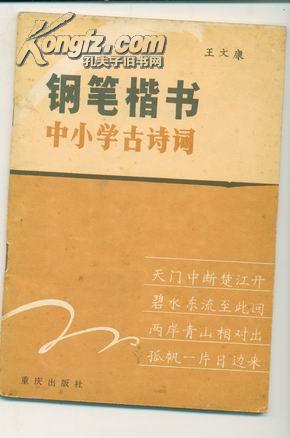 Kongfz.com
孔夫子旧书网
王文康
钢笔楷书
中小学古诗词
天门中断楚江开
碧水东流至此回
两岸青山相对出
孤帆一片日边来
重庆出版社